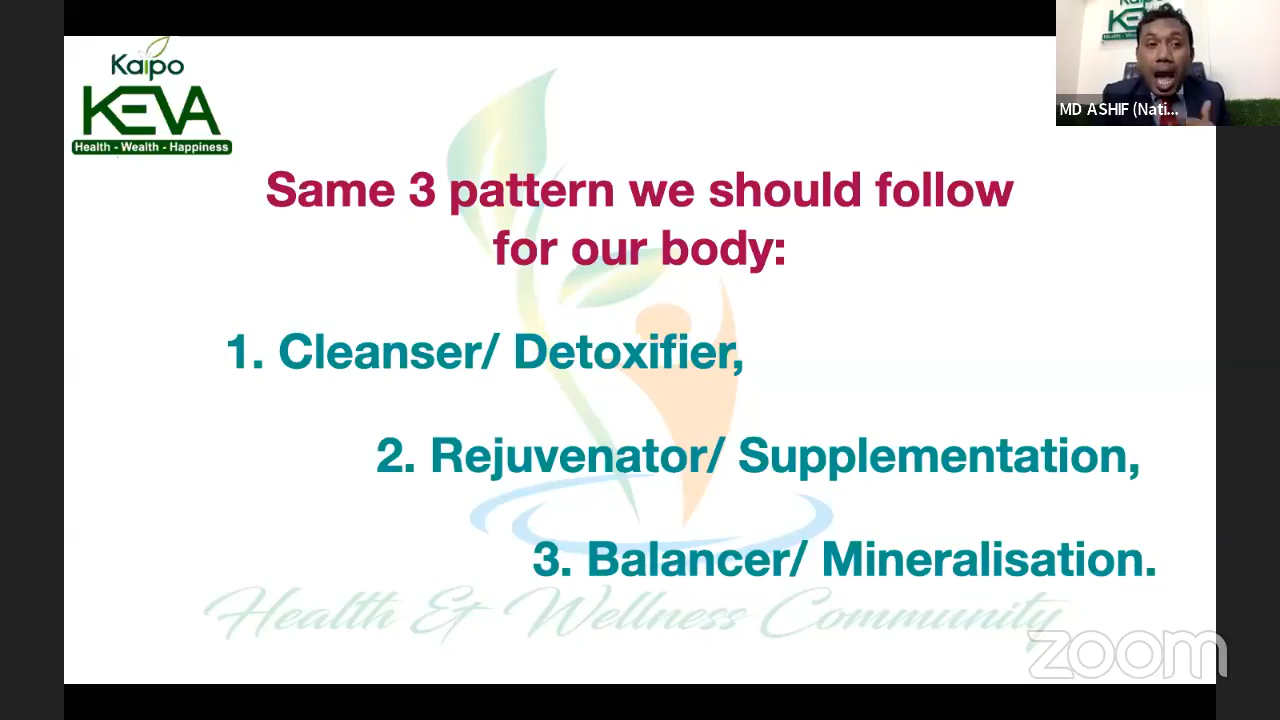 Kaipo
KEVA
Health - Wealth - Happiness
KEVA
MD ASHIF (Nati...
Same 3 pattern we should follow
for our body:
1. Cleanser/ Detoxifier,
2. Rejuvenator/ Supplementation,
3. Balancer/ Mineralisation.
Health & Wellness Community
zoom